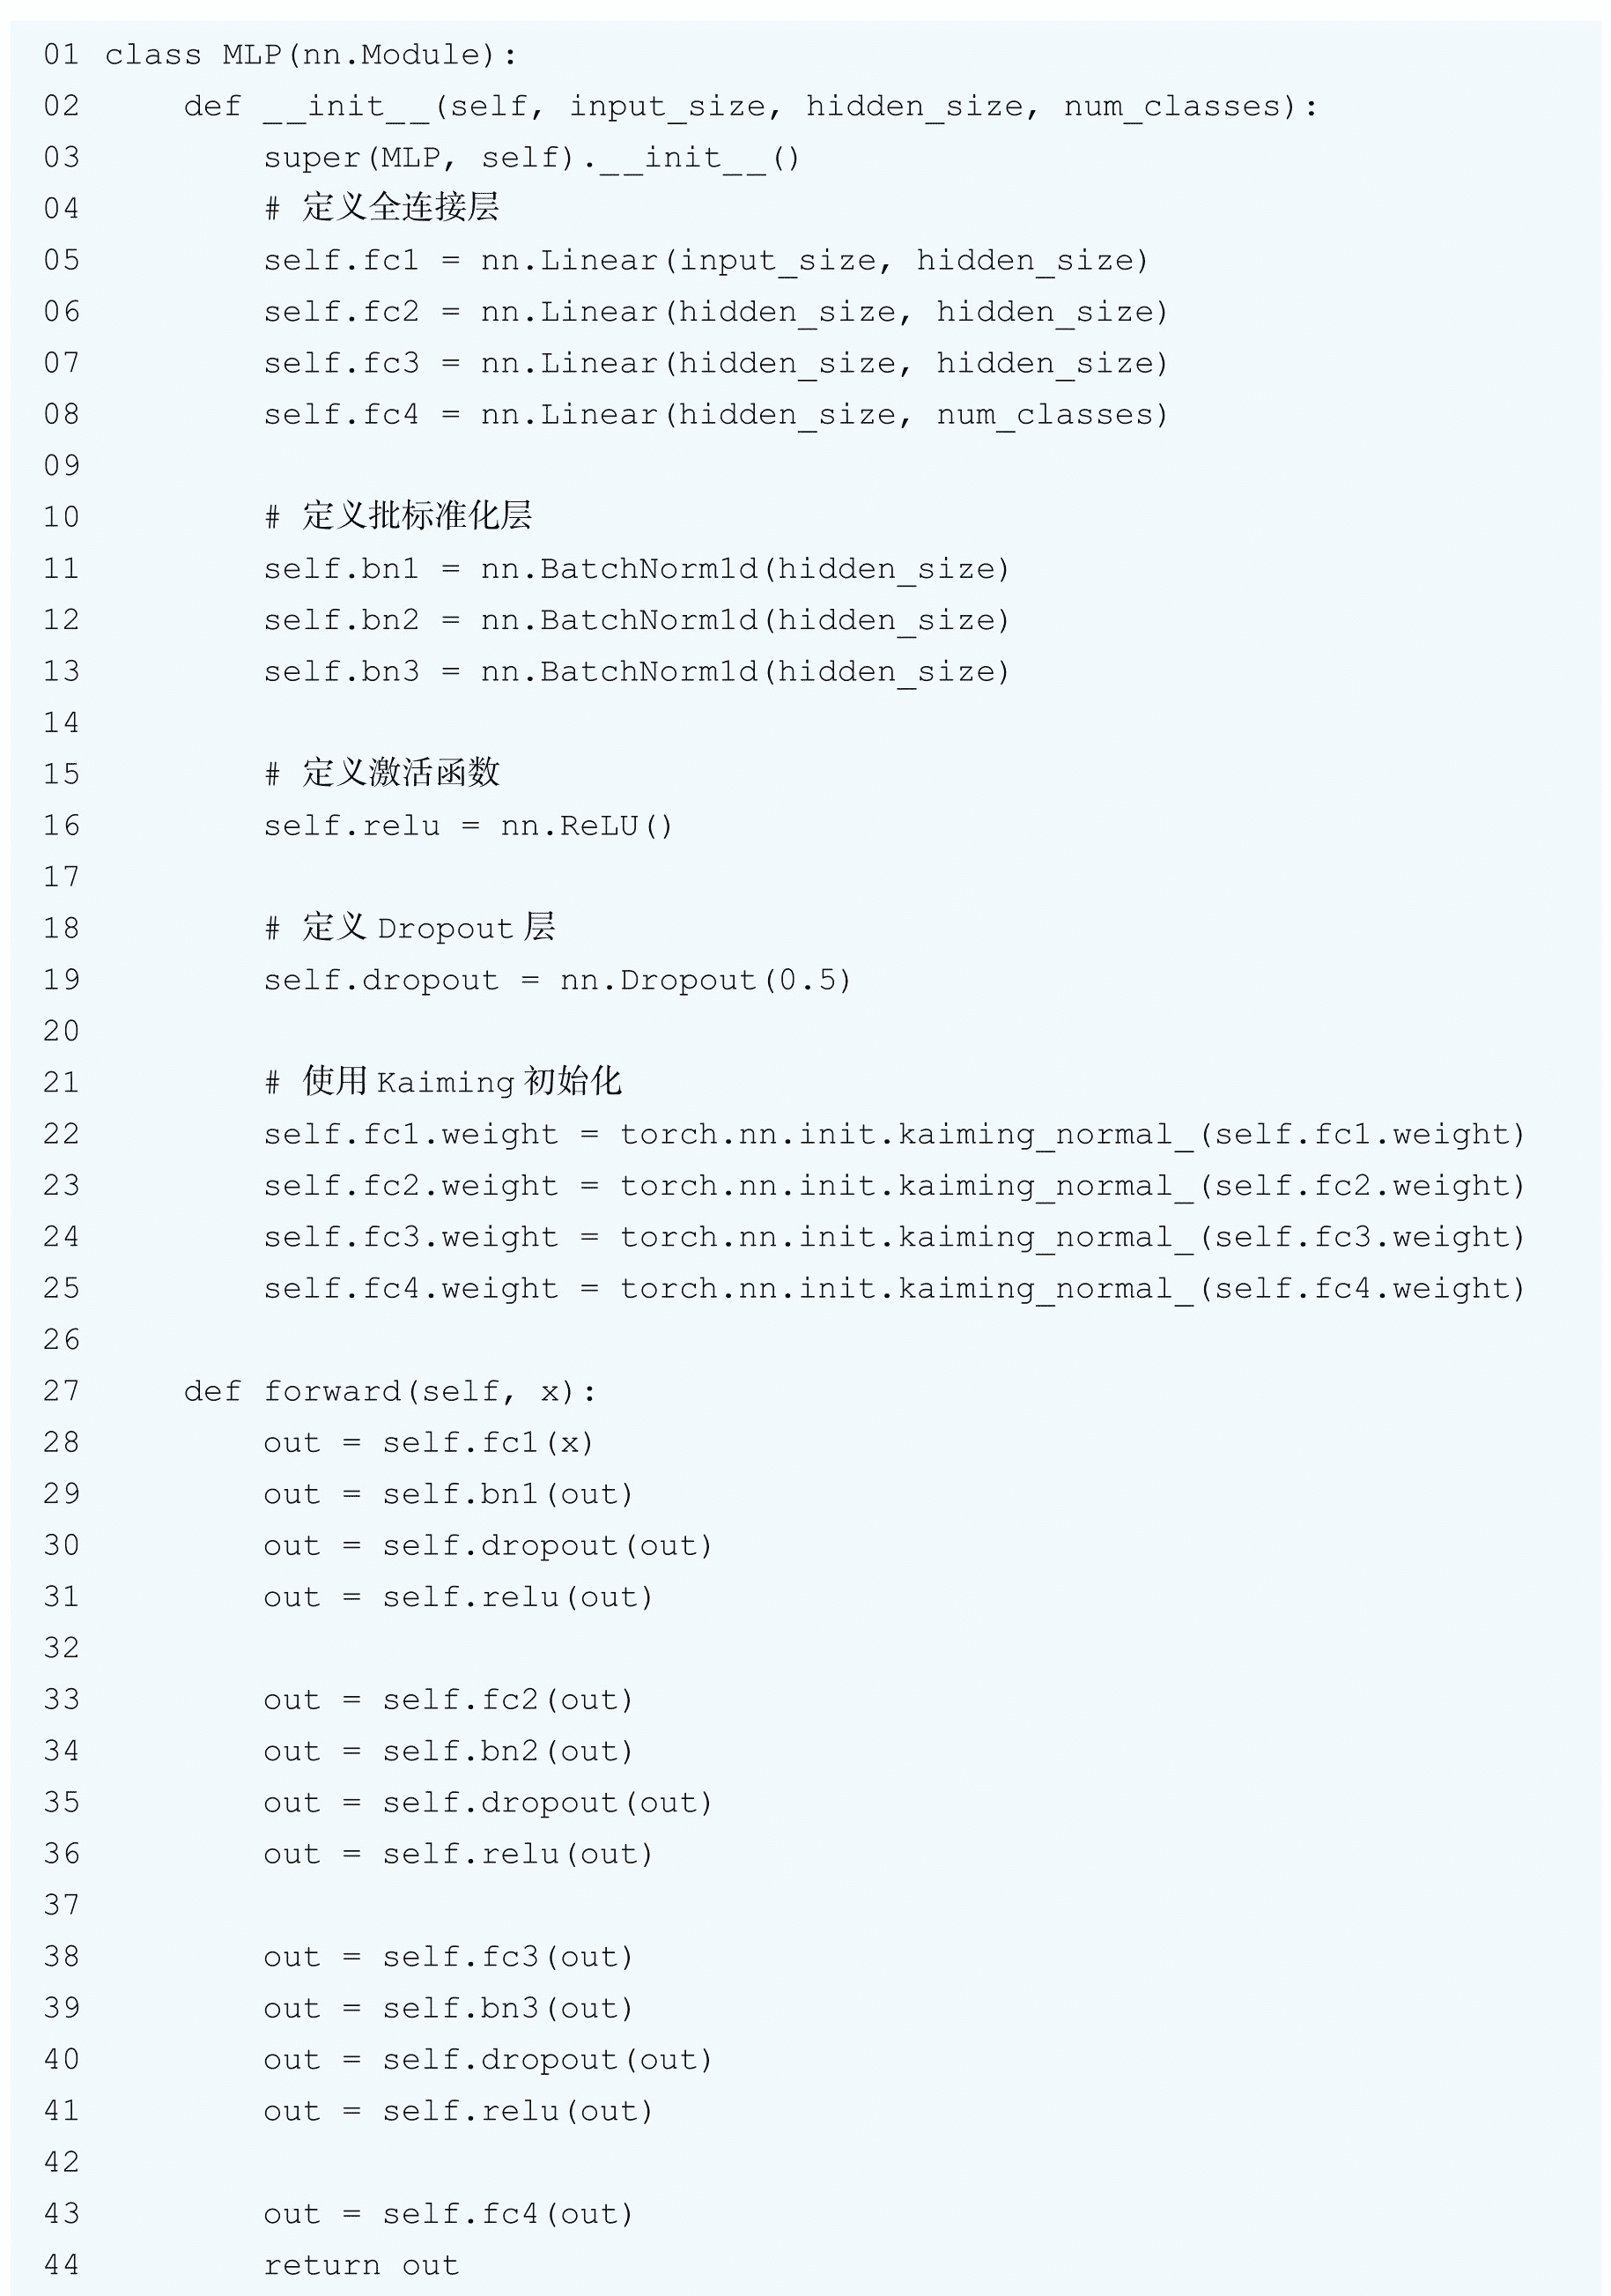 01 class MLP(nn.Module):
02     def __init__(self, input_size, hidden_size, num_classes):
03         super(MLP, self).__init__()
04         # 定义全连接层
05         self.fc1 = nn.Linear(input_size, hidden_size)
06         self.fc2 = nn.Linear(hidden_size, hidden_size)
07         self.fc3 = nn.Linear(hidden_size, hidden_size)
08         self.fc4 = nn.Linear(hidden_size, num_classes)
09
10         # 定义批标准化层
11         self.bn1 = nn.BatchNorm1d(hidden_size)
12         self.bn2 = nn.BatchNorm1d(hidden_size)
13         self.bn3 = nn.BatchNorm1d(hidden_size)
14
15         # 定义激活函数
16         self.relu = nn.ReLU()
17
18         # 定义 Dropout 层
19         self.dropout = nn.Dropout(0.5)
20
21         # 使用 Kaiming 初始化
22         self.fc1.weight = torch.nn.init.kaiming_normal_(self.fc1.weight)
23         self.fc2.weight = torch.nn.init.kaiming_normal_(self.fc2.weight)
24         self.fc3.weight = torch.nn.init.kaiming_normal_(self.fc3.weight)
25         self.fc4.weight = torch.nn.init.kaiming_normal_(self.fc4.weight)
26
27     def forward(self, x):
28         out = self.fc1(x)
29         out = self.bn1(out)
30         out = self.dropout(out)
31         out = self.relu(out)
32
33         out = self.fc2(out)
34         out = self.bn2(out)
35         out = self.dropout(out)
36         out = self.relu(out)
37
38         out = self.fc3(out)
39         out = self.bn3(out)
40         out = self.dropout(out)
41         out = self.relu(out)
42
43         out = self.fc4(out)
44         return out